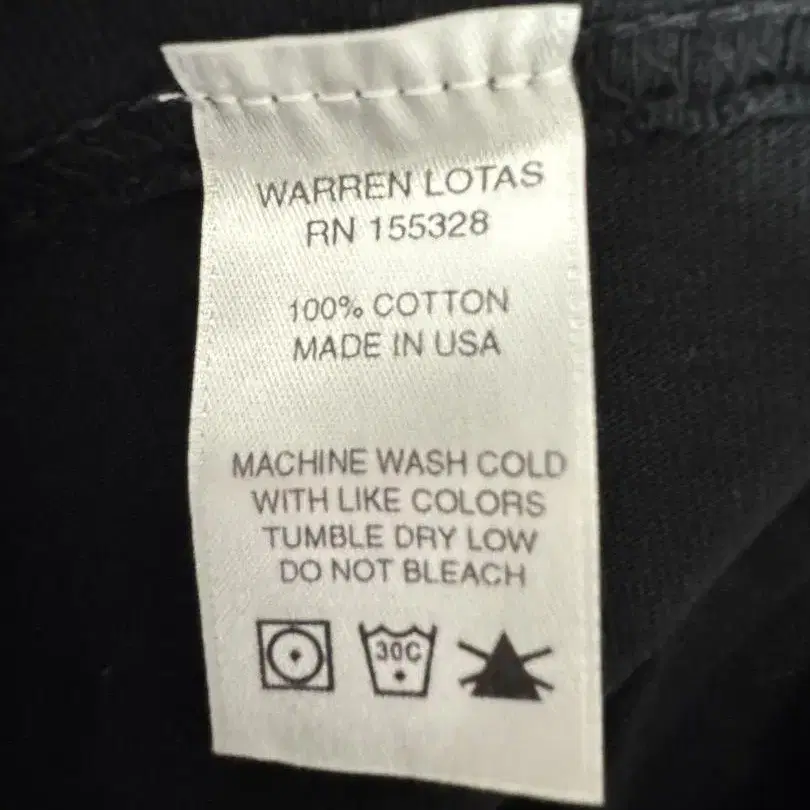 WARREN LOTAS
RN 155328
100% COTTON
MADE IN USA
MACHINE WASH COLD
WITH LIKE COLORS
TUMBLE DRY LOW
DO NOT BLEACH
30C